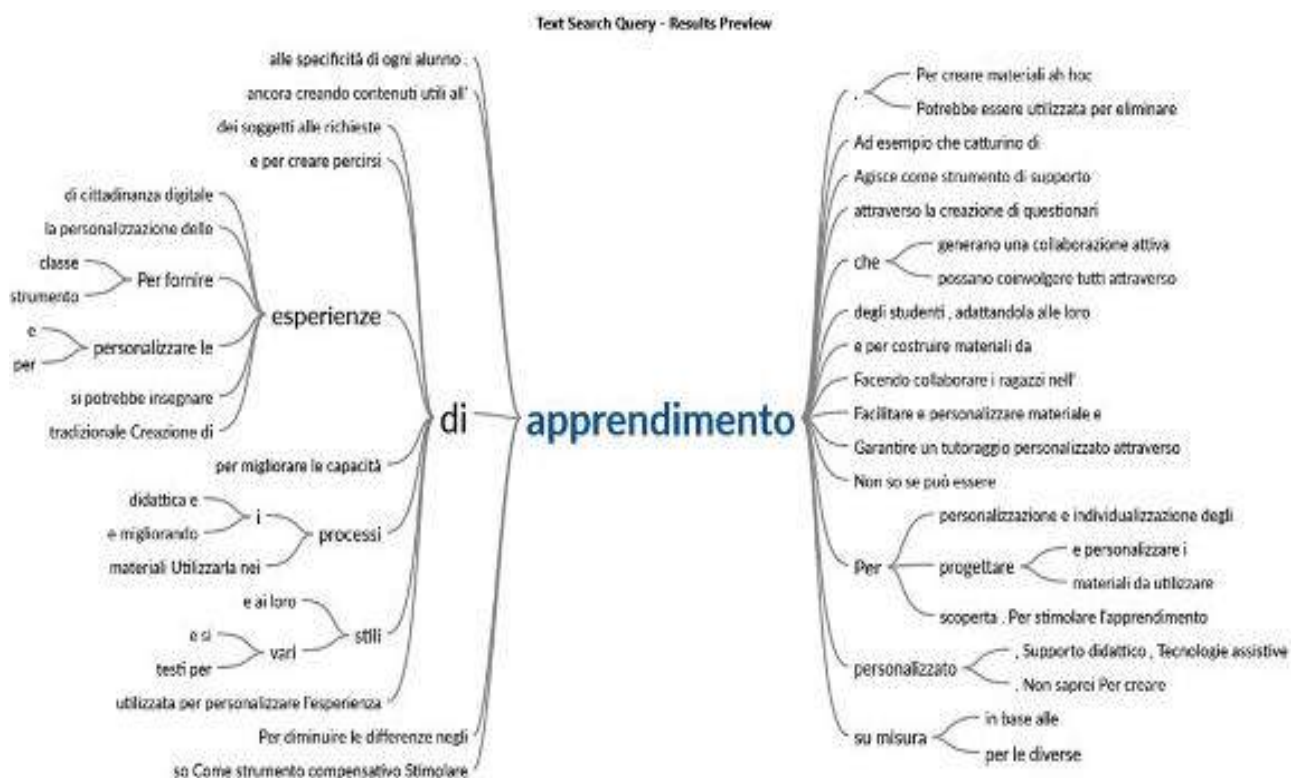 Text Search Query - Results Preview
alle specificità di ogni alunno .
ancora creando contenuti utili all'
dei soggetti alle richieste
e per creare percirsi
di cittadinanza digitale
la personalizzazione delle
classe
strumento
Per fornire
e
per
personalizzare le
si potrebbe insegnare
tradizionale Creazione di
esperienze
per migliorare le capacità
didattica e
e migliorando
i
materiali Utilizzarla nei
processi
e ai loro
e si
testi per
vari
stili
utilizzata per personalizzare l'esperienza
di
Per diminuire le differenze negli
so Come strumento compensativo Stimolare
apprendimento
.
Per creare materiali ah hoc
Potrebbe essere utilizzata per eliminare
Ad esempio che catturino di
Agisce come strumento di supporto
attraverso la creazione di questionari
che
generano una collaborazione attiva
possano coinvolgere tutti attraverso
degli studenti , adattandola alle loro
e per costruire materiali da
Facendo collaborare i ragazzi nell'
Facilitare e personalizzare materiale e
Garantire un tutoraggio personalizzato attraverso
Non so se può essere
Per
personalizzazione e individualizzazione degli
progettare
e personalizzare i
materiali da utilizzare
scoperta . Per stimolare l'apprendimento
personalizzato
, Supporto didattico , Tecnologie assistive
. Non saprei Per creare
su misura
in base alle
per le diverse